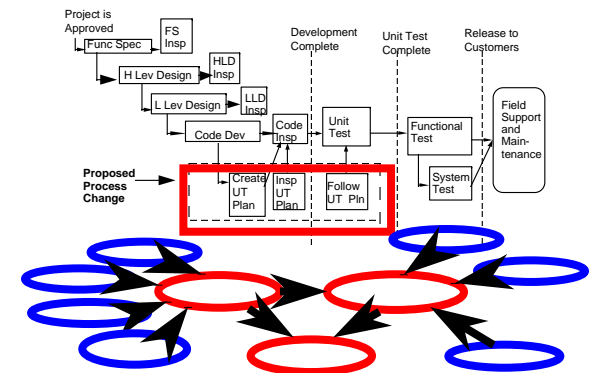 Project is
Approved
Func Spec
FS
Insp
H Lev Design
HLD
Insp
L Lev Design
LLD
Insp
Code Dev
Code
Insp
Development
Complete
Unit
Test
Unit Test
Complete
Functional
Test
System
Test
Release to
Customers
Field
Support
and
Main-
tenance
Proposed
Process
Change
Create
UT
Plan
Insp
UT
Plan
Follow
UT Pln